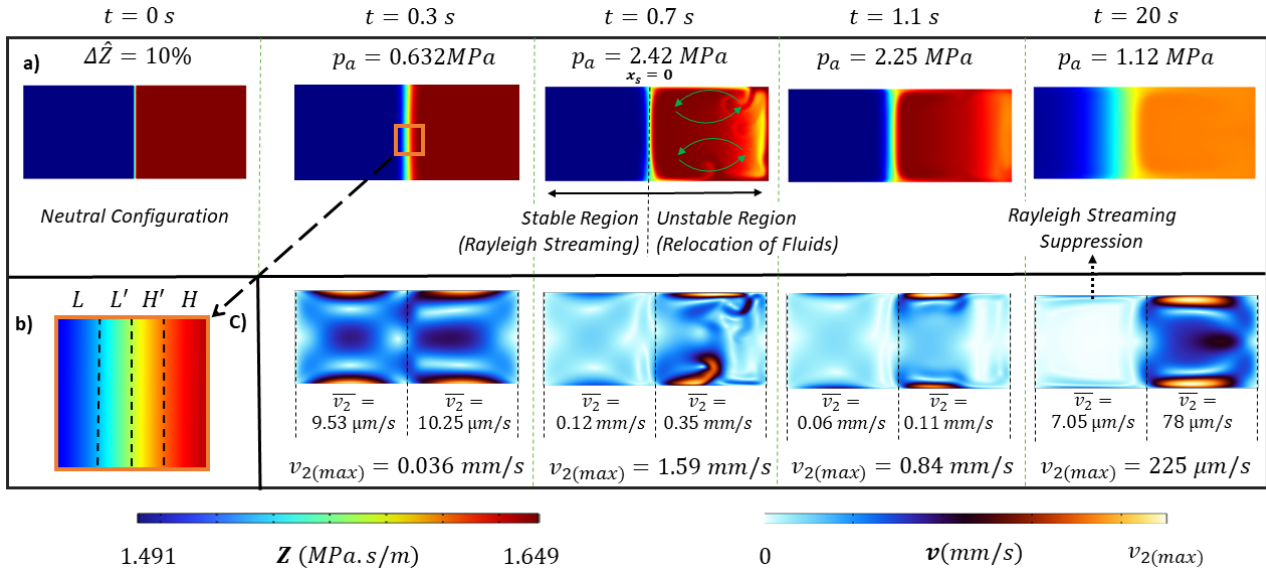 t = 0 s t = 0.3 s t = 0.7 s t = 1.1 s t = 20 s
a) ΔẐ = 10% p_a = 0.632MPa p_a = 2.42 MPa p_a = 2.25 MPa p_a = 1.12 MPa
x_s = 0
Neutral Configuration
Stable Region
(Rayleigh Streaming)
Unstable Region
(Relocation of Fluids)
Rayleigh Streaming
Suppression
L L′ H′ H
b) C)
v̅₂ = v̅₂ = v̅₂ = v̅₂ = v̅₂ = v̅₂ = v̅₂ = v̅₂ =
9.53 μm/s 10.25 μm/s 0.12 mm/s 0.35 mm/s 0.06 mm/s 0.11 mm/s 7.05 μm/s 78 μm/s
v₂₍max₎ = 0.036 mm/s v₂₍max₎ = 1.59 mm/s v₂₍max₎ = 0.84 mm/s v₂₍max₎ = 225 μm/s
1.491 Z (MPa.s/m) 1.649 0 v(mm/s) v₂₍max₎